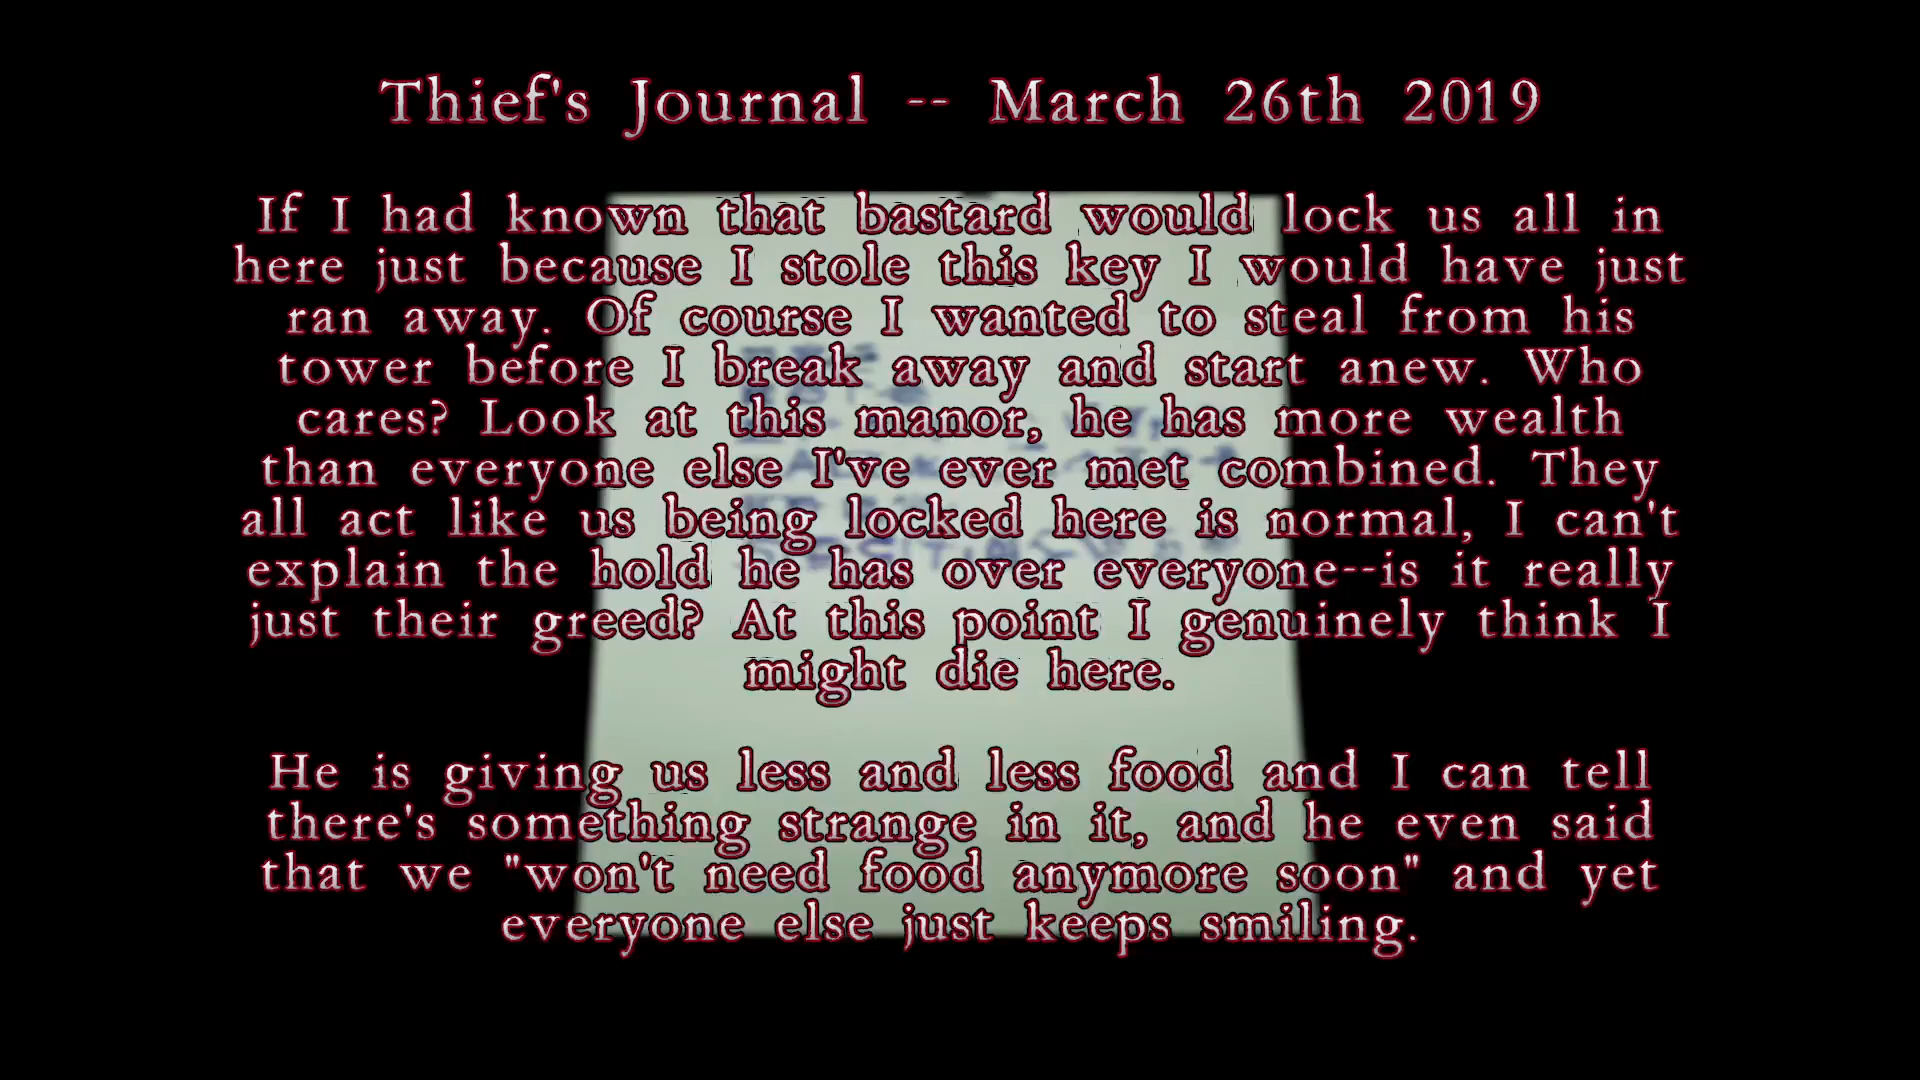 Thief's Journal -- March 26th 2019
If I had known that bastard would lock us all in
here just because I stole this key I would have just
ran away. Of course I wanted to steal from his
tower before I break away and start anew. Who
cares? Look at this manor, he has more wealth
than everyone else I've ever met combined. They
all act like us being locked here is normal, I can't
explain the hold he has over everyone--is it really
just their greed? At this point I genuinely think I
might die here.
He is giving us less and less food and I can tell
there's something strange in it, and he even said
that we "won't need food anymore soon" and yet
everyone else just keeps smiling.